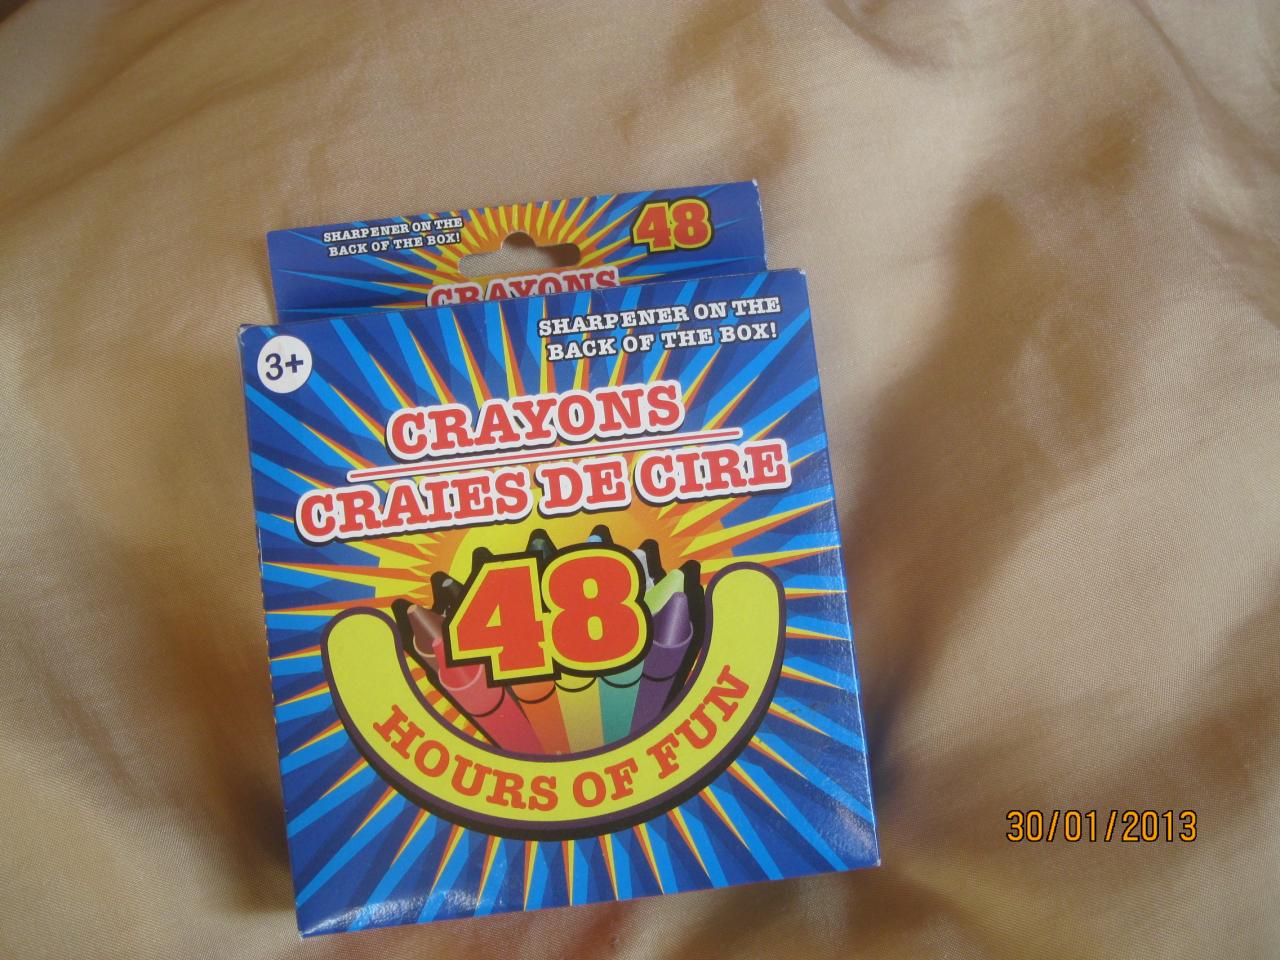 SHARPENER ON THE
BACK OF THE BOX!
48
CRAYONS
3+
SHARPENER ON THE
BACK OF THE BOX!
CRAYONS
CRAIES DE CIRE
48
HOURS OF FUN
30/01/2013